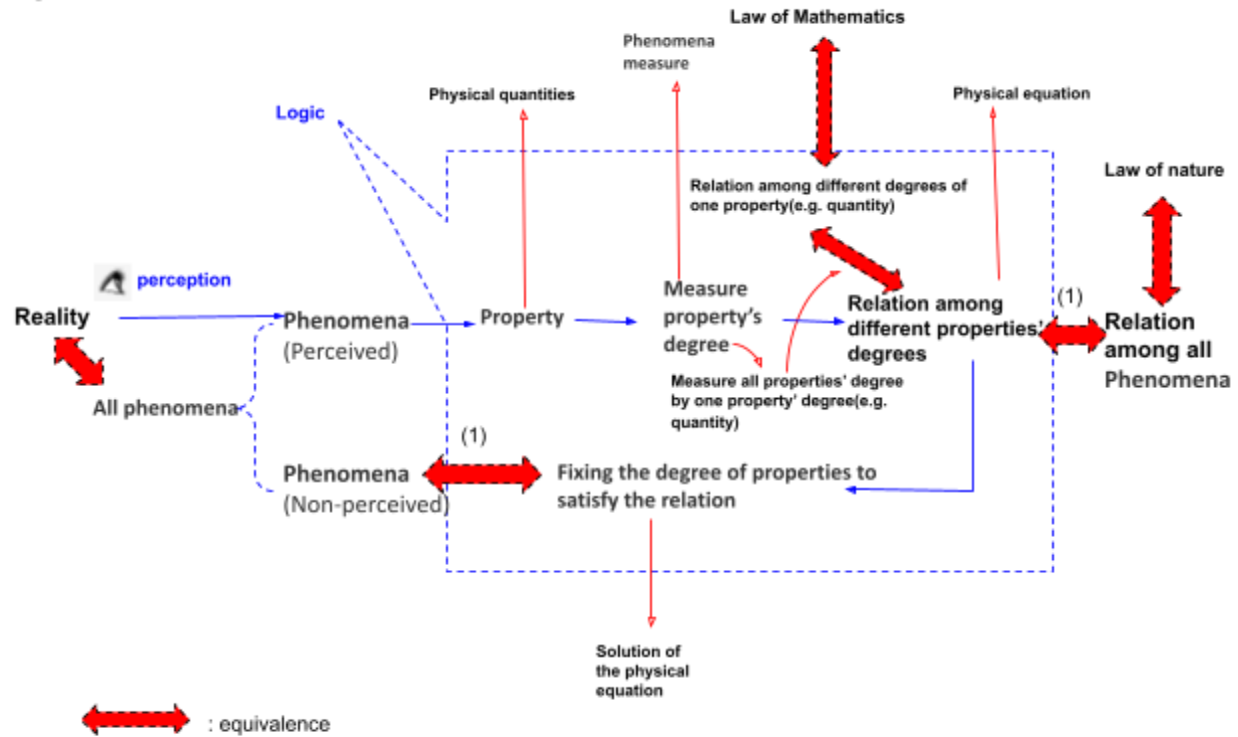 Law of Mathematics
Phenomena
measure
Physical quantities
Physical equation
Logic
Law of nature
Relation among different degrees of
one property(e.g. quantity)
perception
(1)
Reality
Phenomena
(Perceived)
Property
Measure
property's
degree
Relation among
different properties'
degrees
Relation
among all
Phenomena
Measure all properties' degree
by one property' degree(e.g.
quantity)
All phenomena
(1)
Phenomena
(Non-perceived)
Fixing the degree of properties to
satisfy the relation
Solution of
the physical
equation
: equivalence